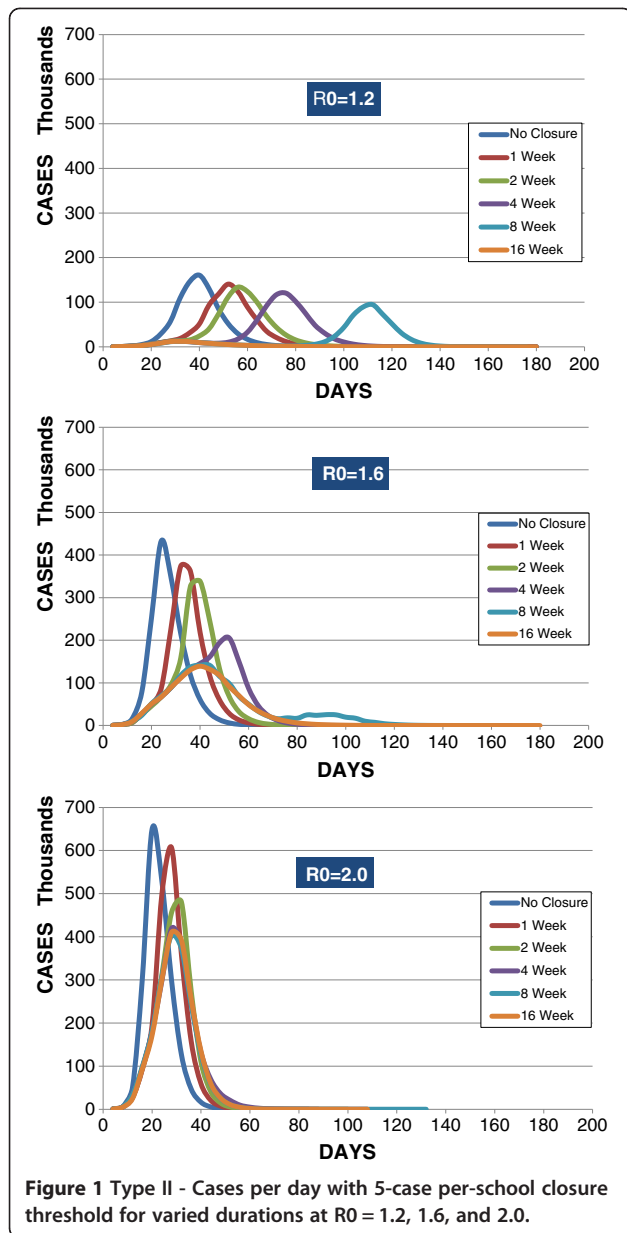 700
600
500
400
300
200
100
0
CASES Thousands
R0=1.2
No Closure
1 Week
2 Week
4 Week
8 Week
16 Week
0 20 40 60 80 100 120 140 160 180 200
DAYS
700
600
500
400
300
200
100
0
CASES Thousands
R0=1.6
No Closure
1 Week
2 Week
4 Week
8 Week
16 Week
0 20 40 60 80 100 120 140 160 180 200
DAYS
700
600
500
400
300
200
100
0
CASES Thousands
R0=2.0
No Closure
1 Week
2 Week
4 Week
8 Week
16 Week
0 20 40 60 80 100 120 140 160 180 200
DAYS
Figure 1 Type II - Cases per day with 5-case per-school closure
threshold for varied durations at R0 = 1.2, 1.6, and 2.0.